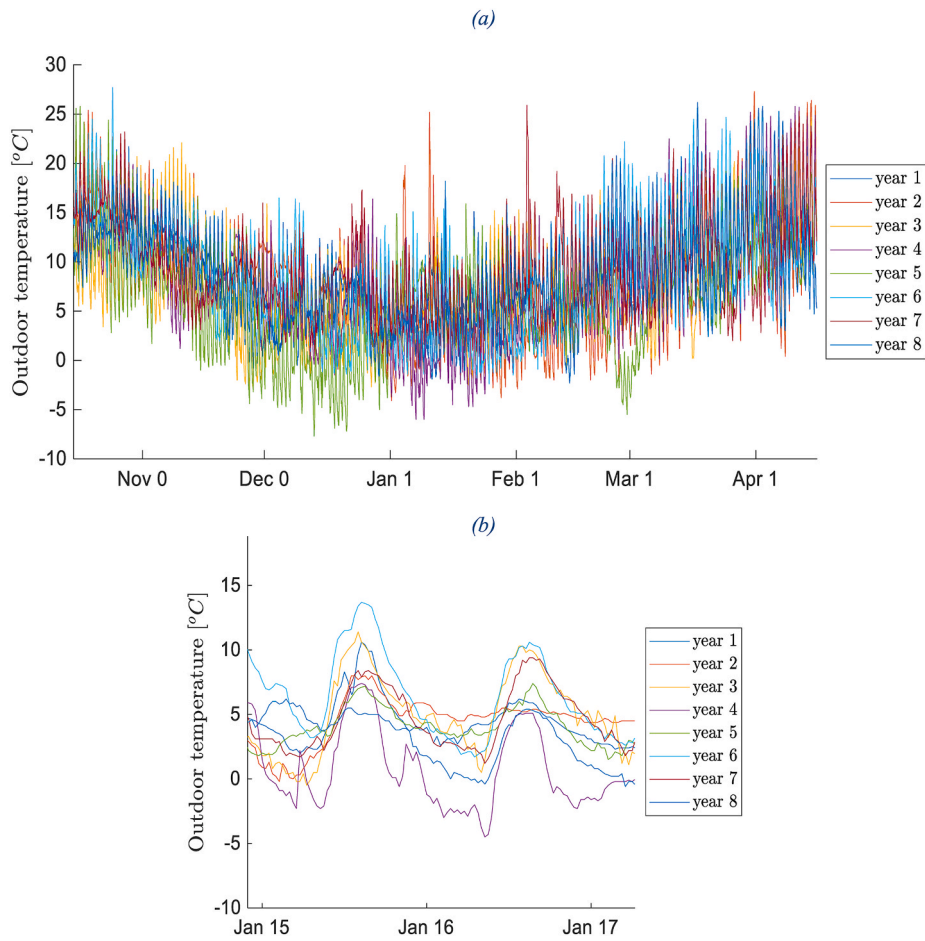 (a)
Outdoor temperature [°C]
30
25
20
15
10
5
0
-5
-10
Nov 0 Dec 0 Jan 1 Feb 1 Mar 1 Apr 1
year 1
year 2
year 3
year 4
year 5
year 6
year 7
year 8
(b)
Outdoor temperature [°C]
15
10
5
0
-5
-10
Jan 15 Jan 16 Jan 17
year 1
year 2
year 3
year 4
year 5
year 6
year 7
year 8